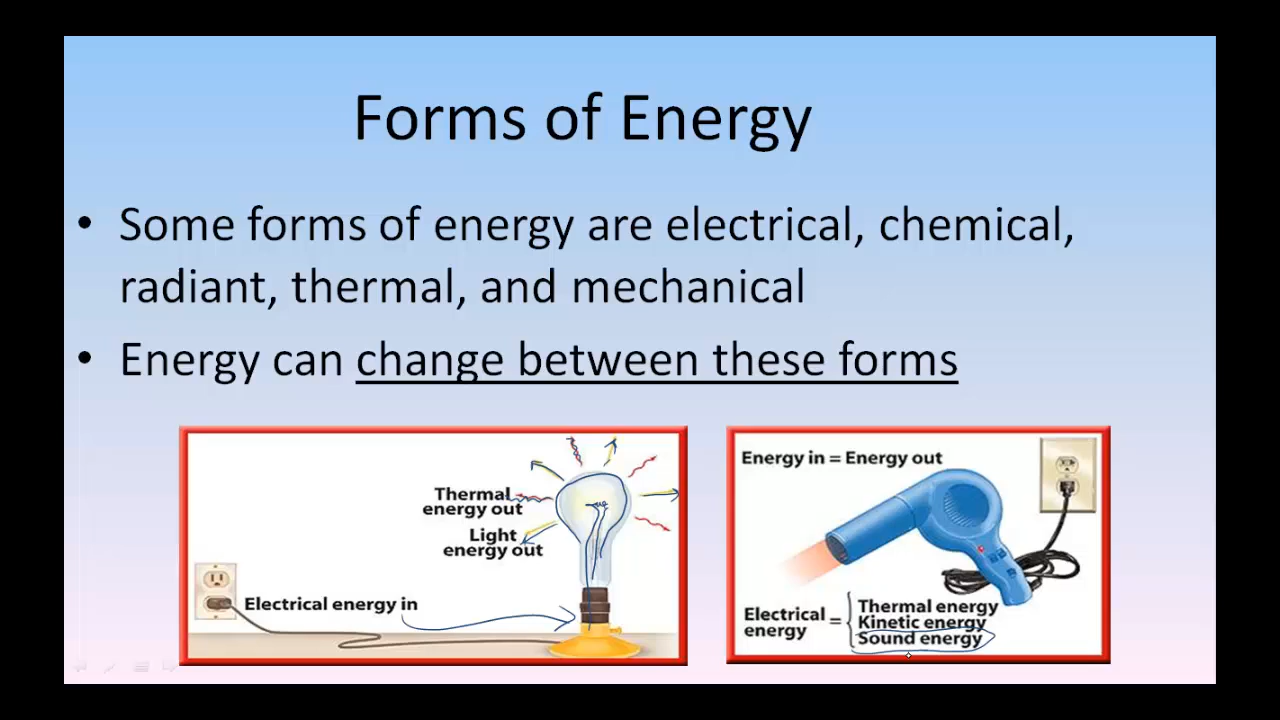 Forms of Energy
• Some forms of energy are electrical, chemical,
radiant, thermal, and mechanical
• Energy can change between these forms
Thermal
energy out
Light
energy out
Electrical energy in
Energy in = Energy out
Electrical
energy
=
Thermal energy
Kinetic energy
Sound energy